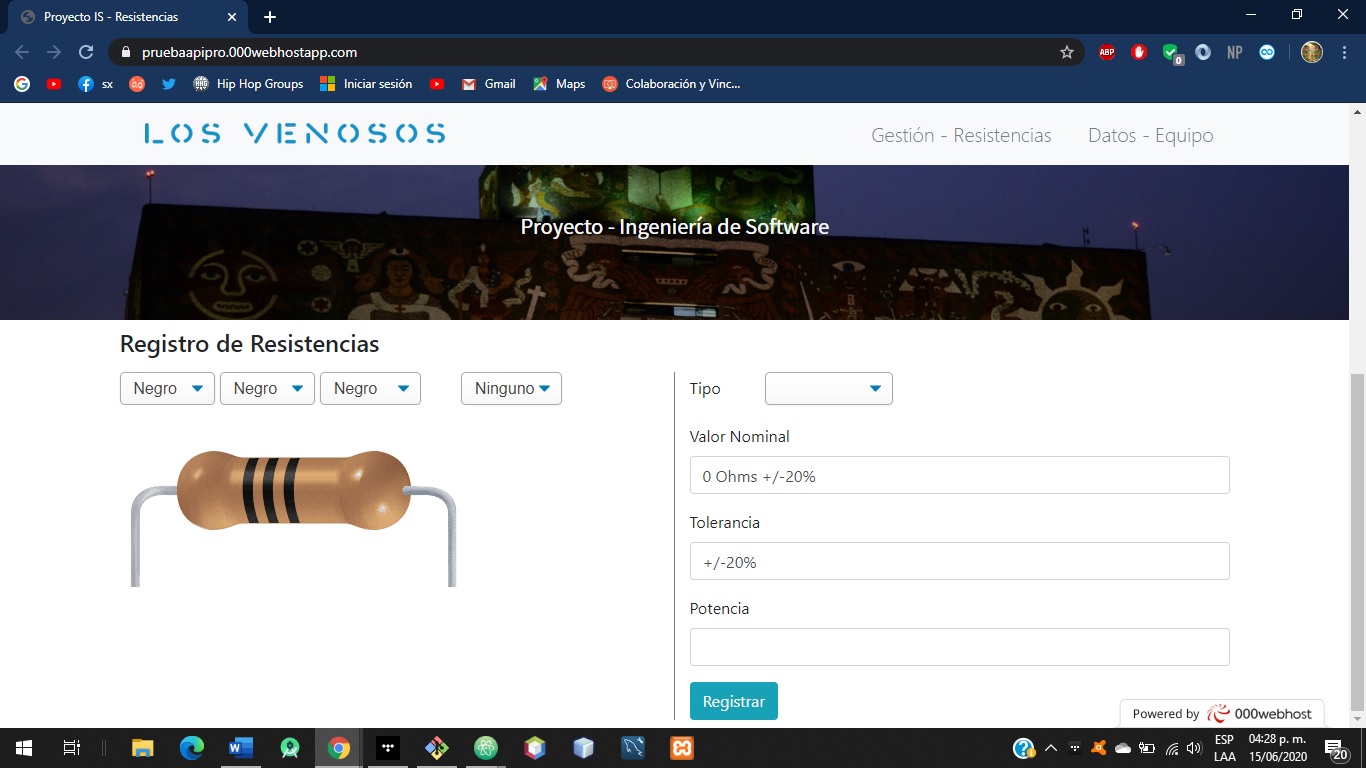 Proyecto IS - Resistencias
pruebaapipro.000webhostapp.com
ABP
0
NP
sx
Hip Hop Groups
Iniciar sesión
Gmail
Maps
Colaboración y Vinc...
LOS VENOSOS
Gestión - Resistencias
Datos - Equipo
Proyecto - Ingeniería de Software
Registro de Resistencias
Negro
Negro
Negro
Ninguno
Tipo
Valor Nominal
0 Ohms +/-20%
Tolerancia
+/-20%
Potencia
Registrar
Powered by 000webhost
ESP
LAA
04:28 p. m.
15/06/2020
20